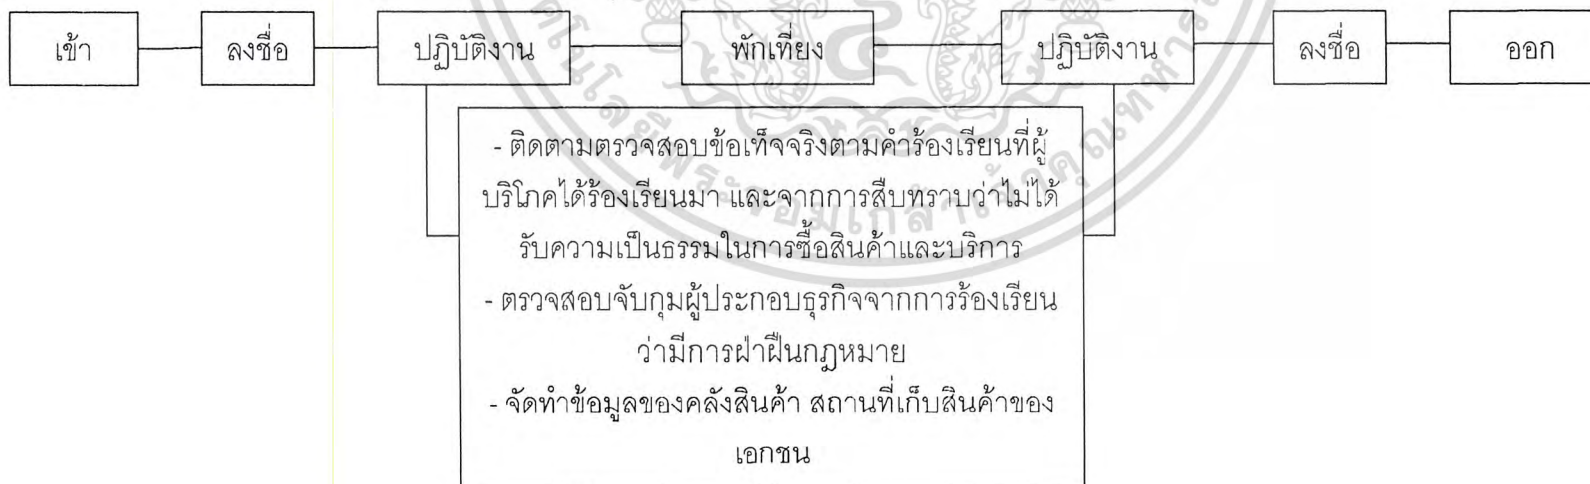 เข้า ลงชื่อ ปฏิบัติงาน พักเที่ยง ปฏิบัติงาน ลงชื่อ ออก
- ติดตามตรวจสอบข้อเท็จจริงตามคำร้องเรียนที่ผู้
บริโภคได้ร้องเรียนมา และจากการสืบทราบว่าไม่ได้
รับความเป็นธรรมในการซื้อสินค้าและบริการ
- ตรวจสอบจับกุมผู้ประกอบธุรกิจจากการร้องเรียน
ว่ามีการฝ่าฝืนกฎหมาย
- จัดทำข้อมูลของคลังสินค้า สถานที่เก็บสินค้าของ
เอกชน